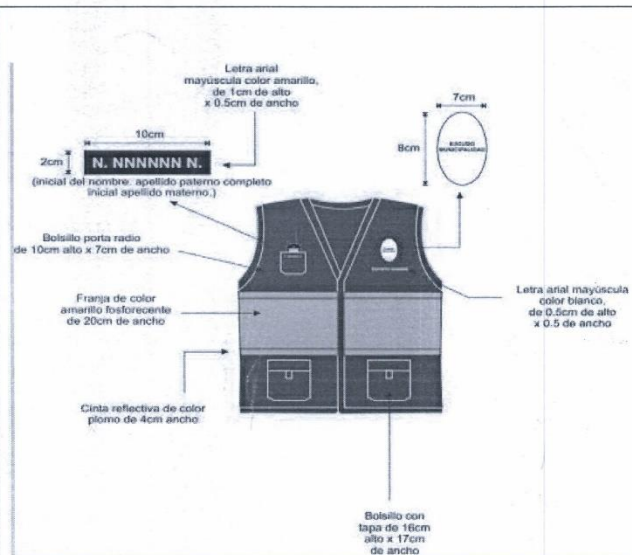 Letra arial
mayúscula color amarillo,
de 1cm de alto
x 0.5cm de ancho
7cm
10cm
8cm
ESCUDO
MUNICIPALIDAD
2cm
N. NNNNNN N.
(inicial del nombre. apellido paterno completo
inicial apellido materno.)
Bolsillo porta radio
de 10cm alto x 7cm de ancho
Franja de color
amarillo fosforecente
de 20cm de ancho
Letra arial mayúscula
color blanco,
de 0.5cm de alto
x 0.5 de ancho
Cinta reflectiva de color
plomo de 4cm ancho
Bolsillo con
tapa de 16cm
alto x 17cm
de ancho